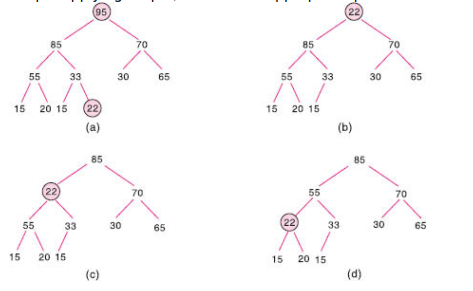 95
85 70
55 33 30 65
15 20 15 22
(a)
22
85 70
55 33 30 65
15 20 15
(b)
85
22 70
55 33 30 65
15 20 15
(c)
85
55 70
22 33 30 65
15 20 15
(d)